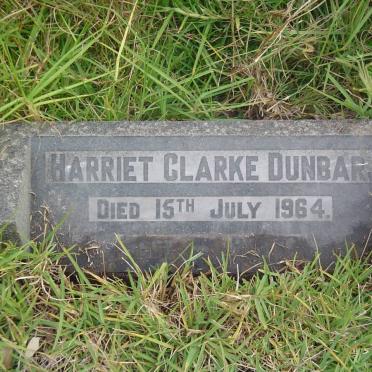 HARRIET CLARKE DUNBAR
DIED 15TH JULY 1964.